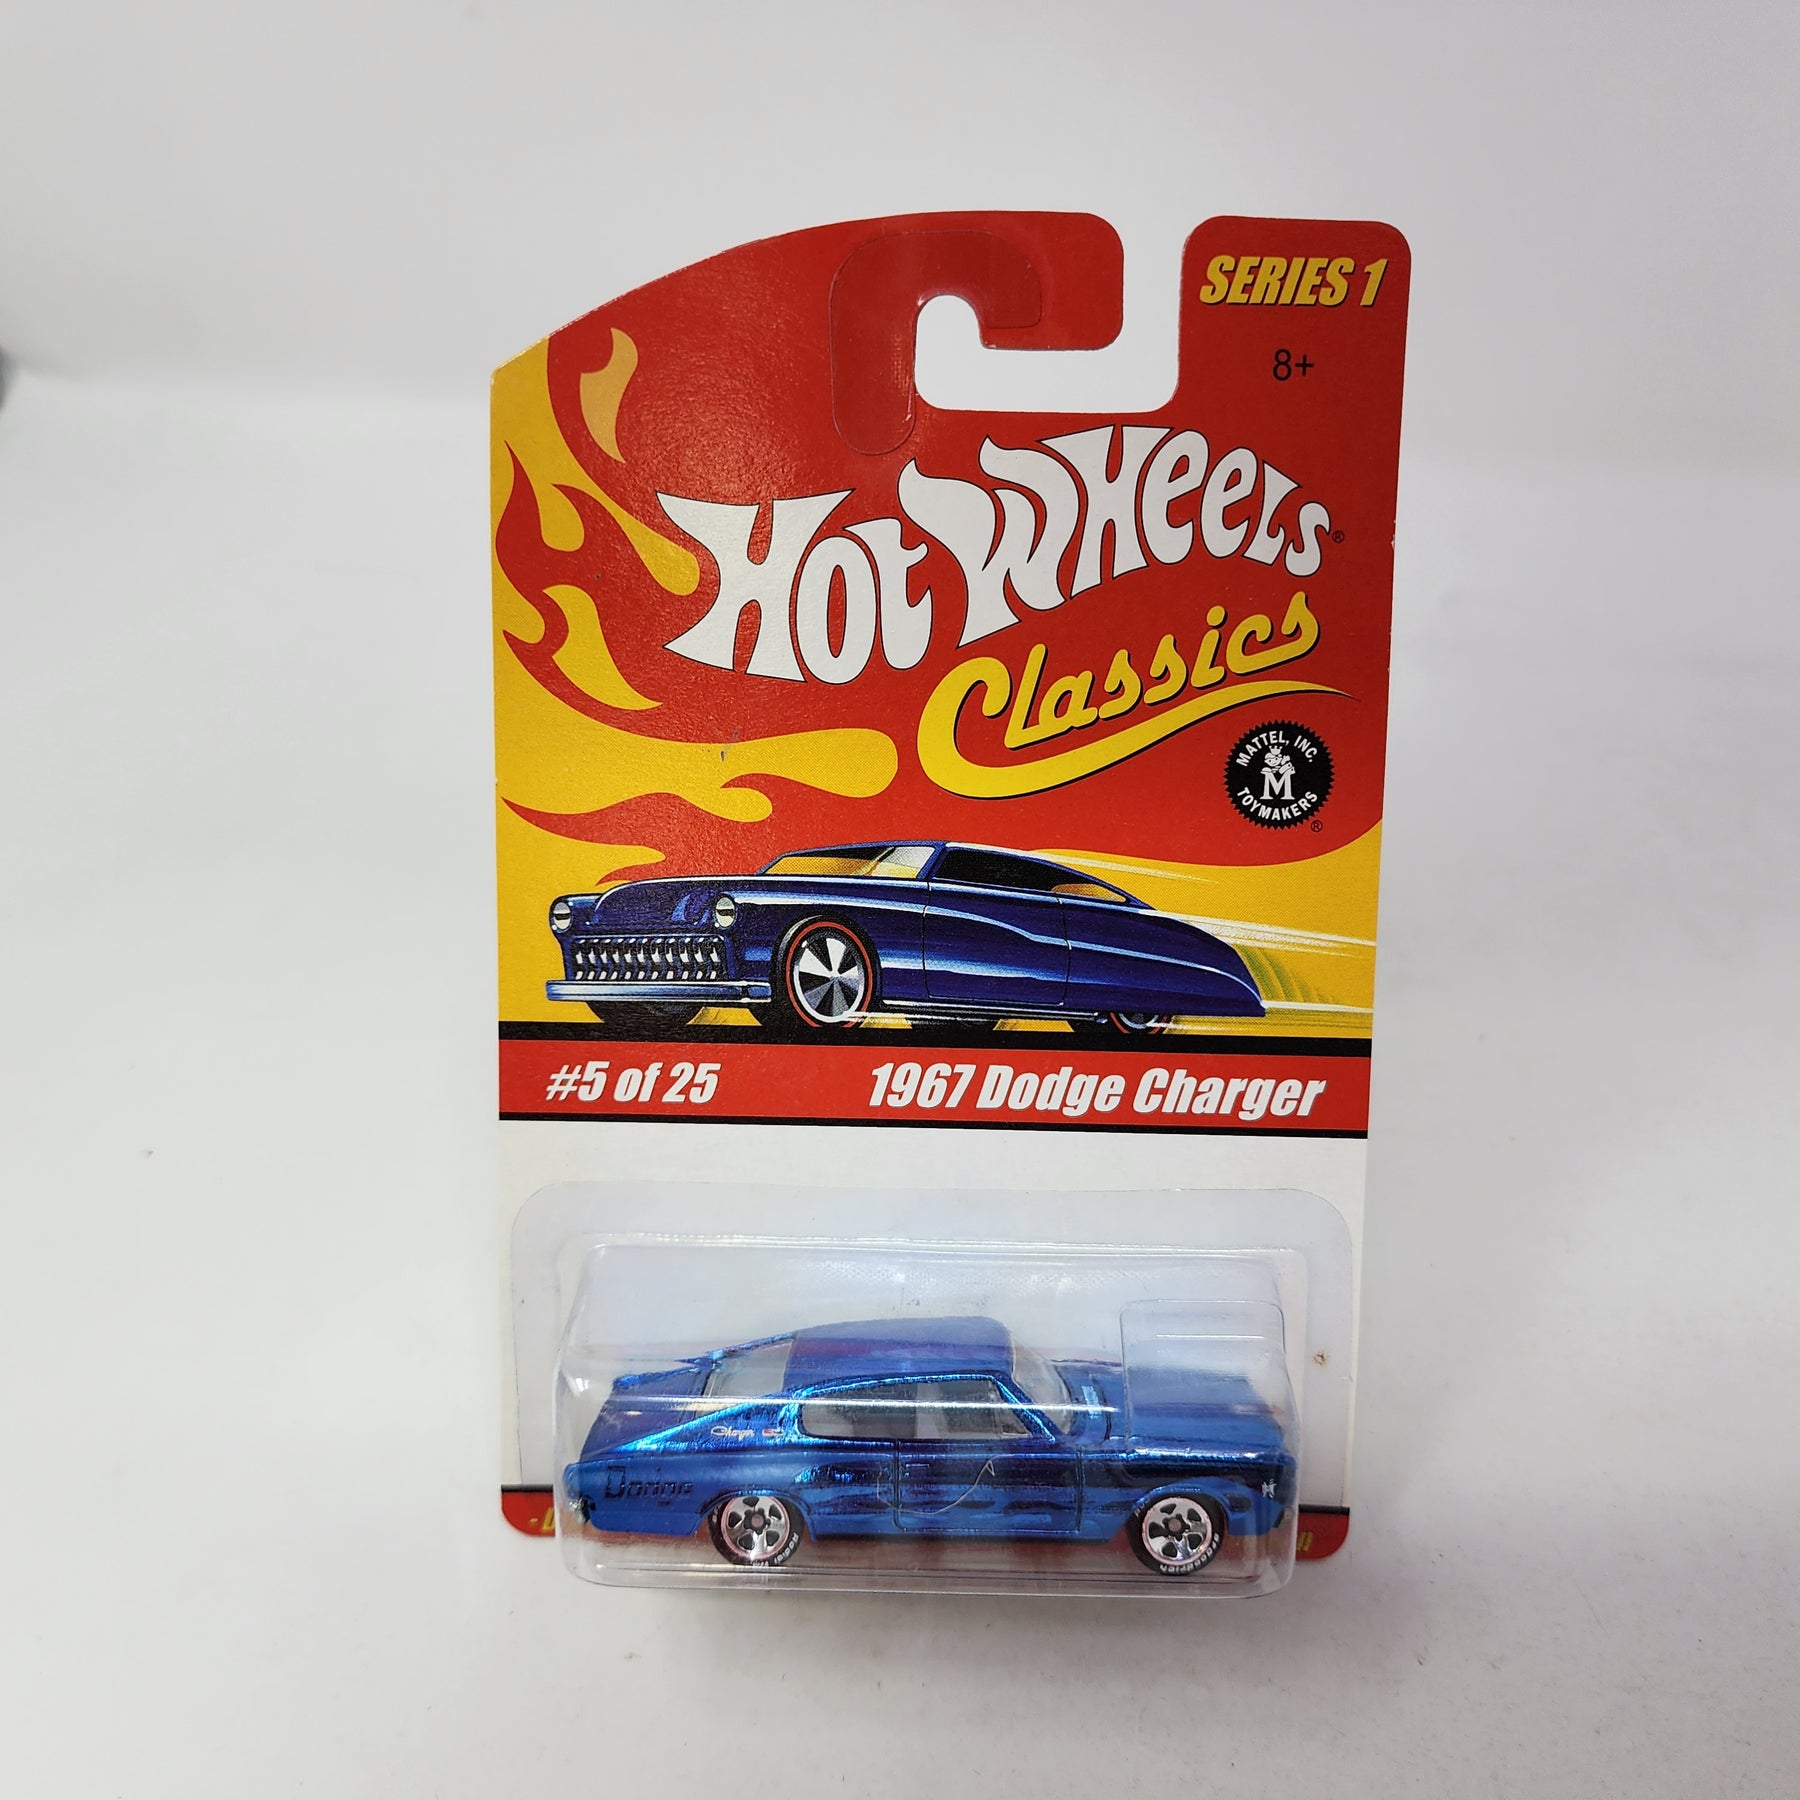 SERIES 1
8+
HOT WHEELS®
Classics
MATTEL, INC.
M
TOYMAKERS
®
#5 of 25 1967 Dodge Charger
Charger
Dodge